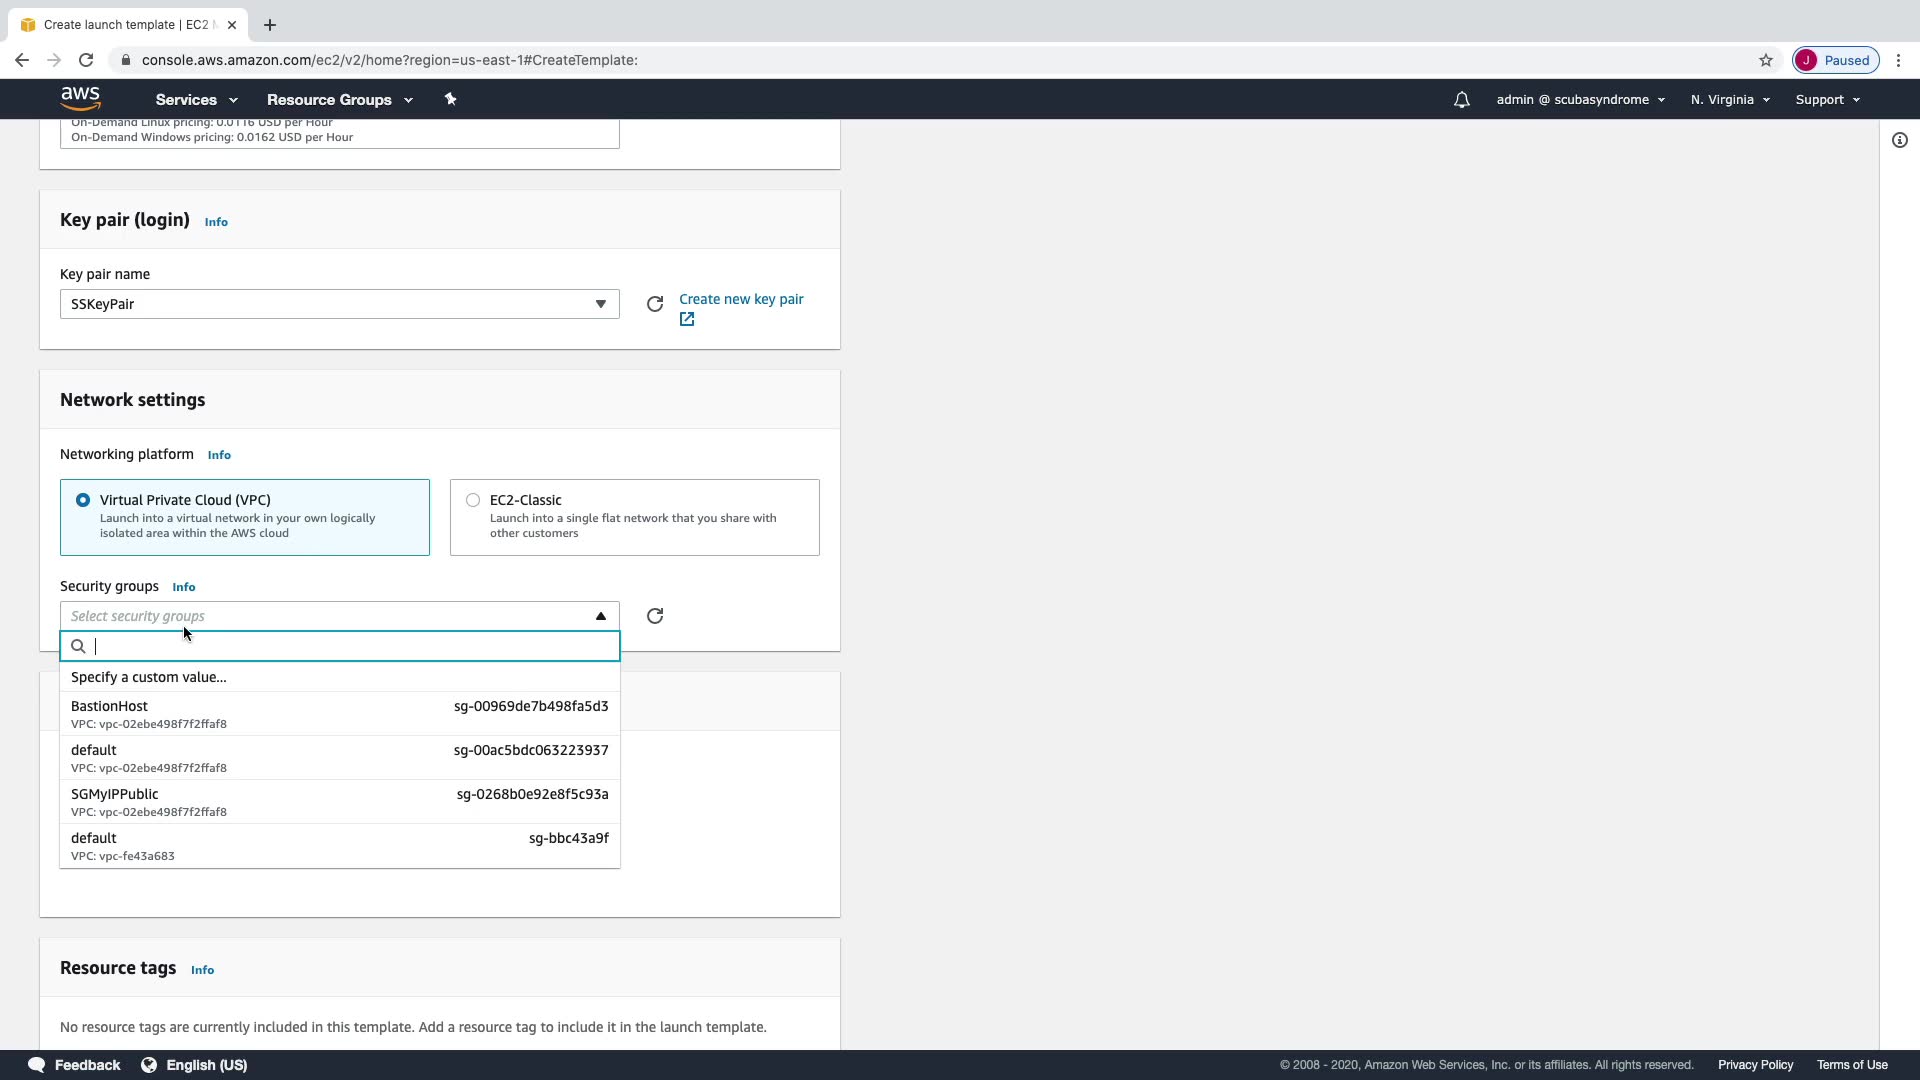 Create launch template | EC2 M
console.aws.amazon.com/ec2/v2/home?region=us-east-1#CreateTemplate:
J Paused
aws
Services
Resource Groups
admin @ scubasyndrome
N. Virginia
Support
On-Demand Linux pricing: 0.0116 USD per Hour
On-Demand Windows pricing: 0.0162 USD per Hour
Key pair (login) Info
Key pair name
SSKeyPair
Create new key pair
Network settings
Networking platform Info
Virtual Private Cloud (VPC)
Launch into a virtual network in your own logically
isolated area within the AWS cloud
EC2-Classic
Launch into a single flat network that you share with
other customers
Security groups Info
Select security groups
Specify a custom value...
BastionHost sg-00969de7b498fa5d3
VPC: vpc-02ebe498f7f2ffaf8
default sg-00ac5bdc063223937
VPC: vpc-02ebe498f7f2ffaf8
SGMyIPPublic sg-0268b0e92e8f5c93a
VPC: vpc-02ebe498f7f2ffaf8
default sg-bbc43a9f
VPC: vpc-fe43a683
Resource tags Info
No resource tags are currently included in this template. Add a resource tag to include it in the launch template.
Feedback
English (US)
© 2008 - 2020, Amazon Web Services, Inc. or its affiliates. All rights reserved.
Privacy Policy
Terms of Use